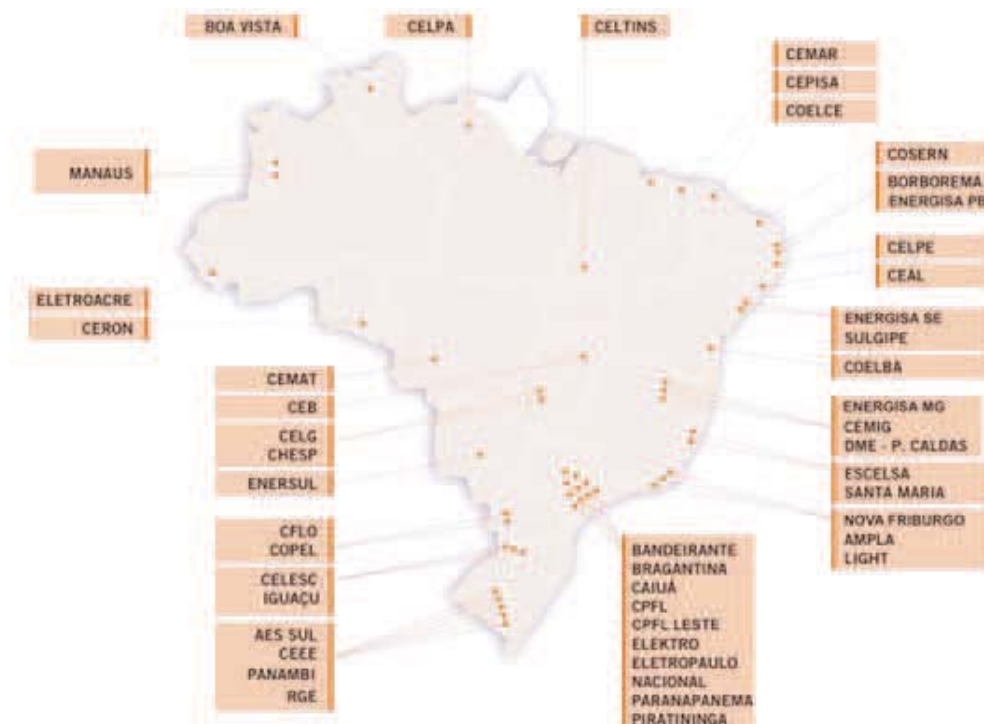 BOA VISTA
CELPA
CELTINS
CEMAR
CEPISA
COELCE
MANAUS
COSERN
BORBOREMA
ENERGISA PB
CELPE
CEAL
ELETROACRE
CERON
ENERGISA SE
SULGIPE
COELBA
CEMAT
CEB
CELG
CHESP
ENERSUL
ENERGISA MG
CEMIG
DME - P. CALDAS
ESCELSA
SANTA MARIA
NOVA FRIBURGO
AMPLA
LIGHT
CFLO
COPEL
CELESC
IGUAÇU
AES SUL
CEEE
PANAMBI
RGE
BANDEIRANTE
BRAGANTINA
CAIUÁ
CPFL
CPFL LESTE
ELEKTRO
ELETROPAULO
NACIONAL
PARANAPANEMA
PIRATININGA